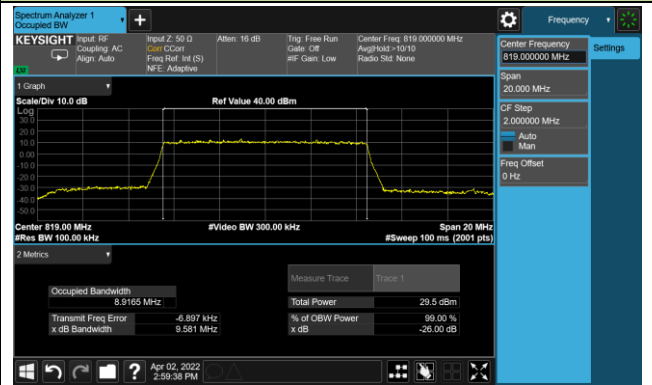 Spectrum Analyzer 1
Occupied BW
Frequency
KEYSIGHT
Input: RF
Coupling: AC
Align: Auto
Input Z: 50 Ω
Corr CCorr
Freq Ref: Int (S)
NFE: Adaptive
Atten: 16 dB
Trig: Free Run
Gate: Off
#IF Gain: Low
Center Freq: 819.000000 MHz
Avg|Hold:>10/10
Radio Std: None
LXI
Center Frequency
819.000000 MHz
Settings
Span
20.000 MHz
CF Step
2.000000 MHz
Auto
Man
Freq Offset
0 Hz
1 Graph
Scale/Div 10.0 dB
Ref Value 40.00 dBm
Log
30.0
20.0
10.0
0.00
-10.0
-20.0
-30.0
-40.0
-50.0
Center 819.00 MHz
#Video BW 300.00 kHz
Span 20 MHz
#Res BW 100.00 kHz
#Sweep 100 ms (2001 pts)
2 Metrics
Measure Trace
Trace 1
Occupied Bandwidth
8.9165 MHz
Total Power
29.5 dBm
Transmit Freq Error
-6.897 kHz
% of OBW Power
99.00 %
x dB Bandwidth
9.581 MHz
x dB
-26.00 dB
?
Apr 02, 2022
2:59:38 PM